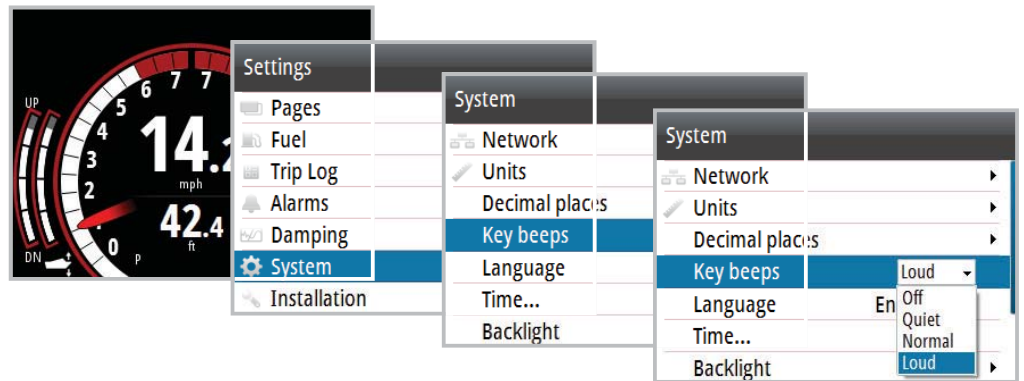 UP
DN
P
0
2
3
4
5
6
7
7
14.2
mph
42.4
ft
Settings
Pages
Fuel
Trip Log
Alarms
Damping
System
Installation
System
Network
Units
Decimal places
Key beeps
Language
Time...
Backlight
System
Network
Units
Decimal places
Key beeps Loud
Off
Quiet
Normal
Loud
Language En
Time...
Backlight